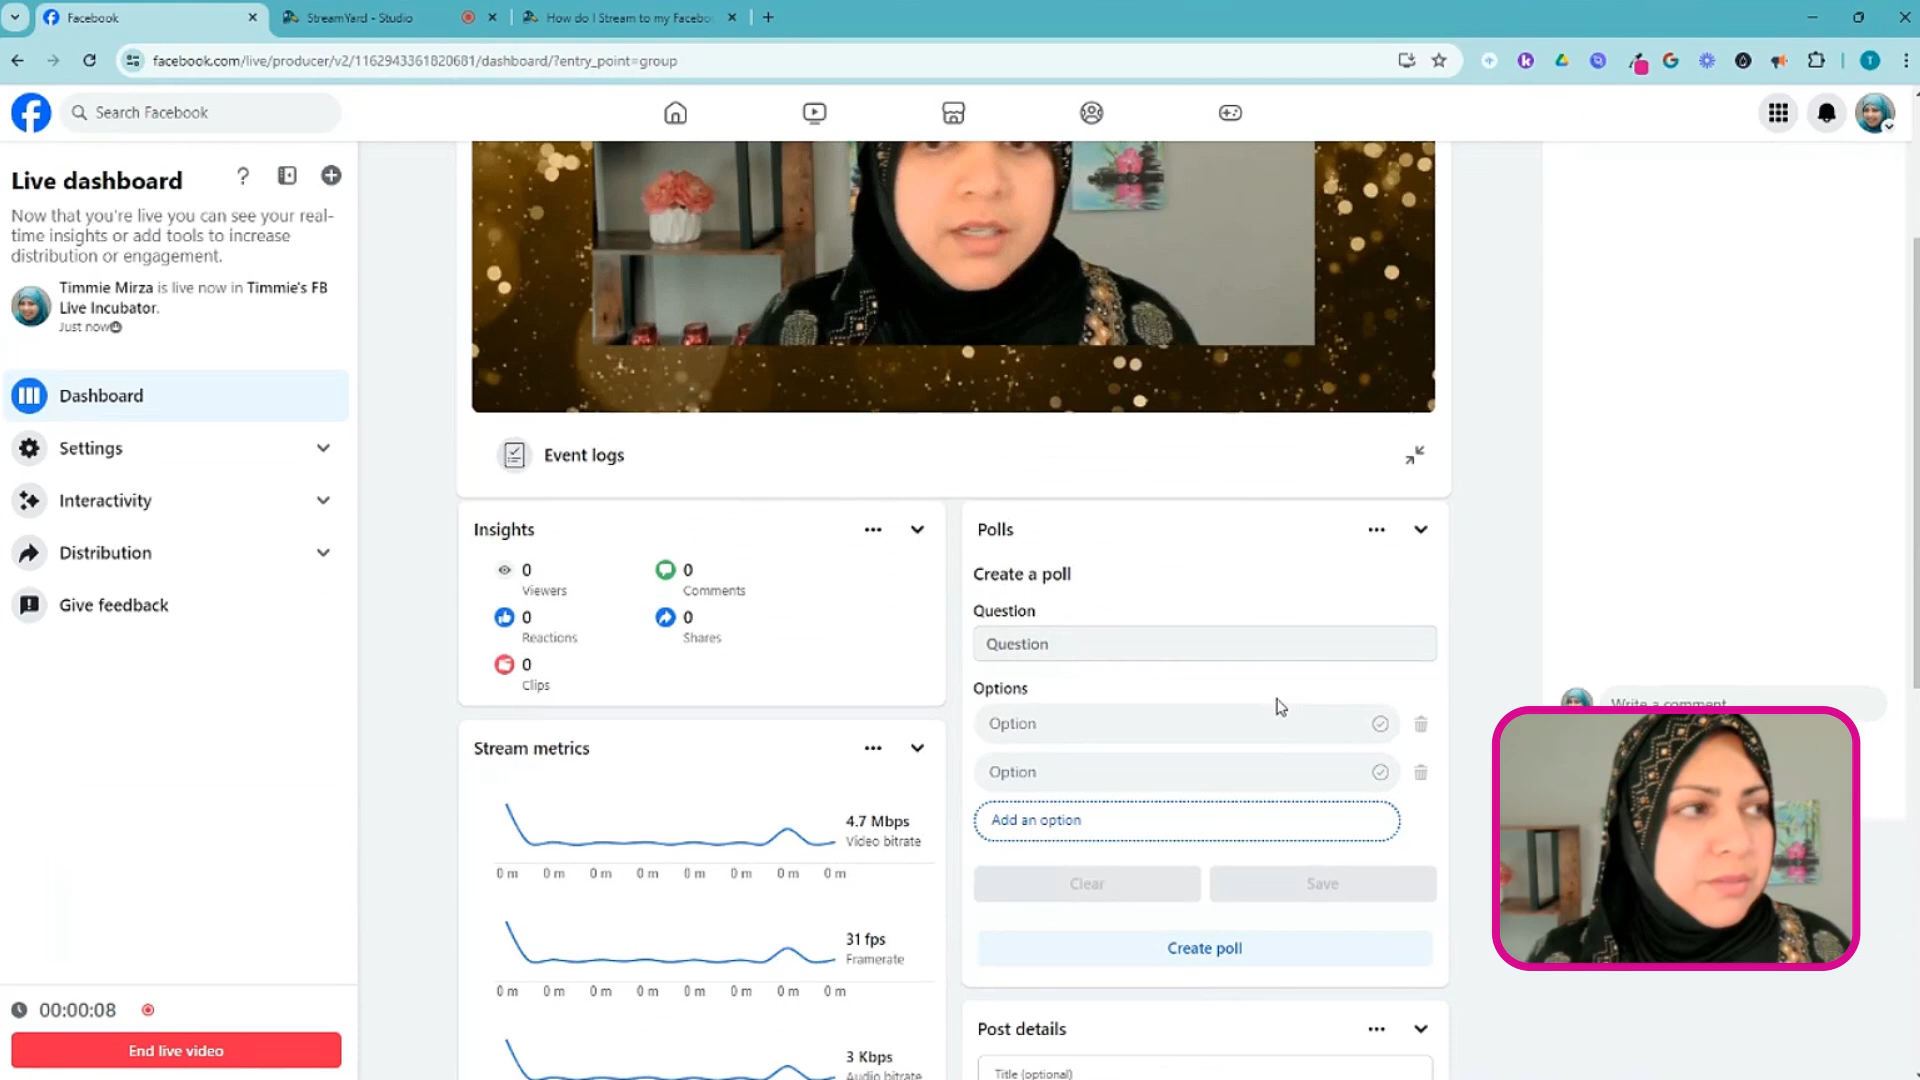 Facebook
StreamYard - Studio
How do I Stream to my Facebo
facebook.com/live/producer/v2/1162943361820681/dashboard/?entry_point=group
T
Search Facebook
Live dashboard
Now that you're live you can see your real-
time insights or add tools to increase
distribution or engagement.
Timmie Mirza is live now in Timmie's FB
Live Incubator.
Just now
Dashboard
Settings
Interactivity
Distribution
Give feedback
00:00:08
End live video
Event logs
Insights
0
Viewers
0
Comments
0
Reactions
0
Shares
0
Clips
Stream metrics
4.7 Mbps
Video bitrate
0 m 0 m 0 m 0 m 0 m 0 m 0 m 0 m
31 fps
Framerate
0 m 0 m 0 m 0 m 0 m 0 m 0 m 0 m
3 Kbps
Audio bitrate
Polls
Create a poll
Question
Question
Options
Option
Option
Add an option
Clear
Save
Create poll
Post details
Title (optional)
Write a comment